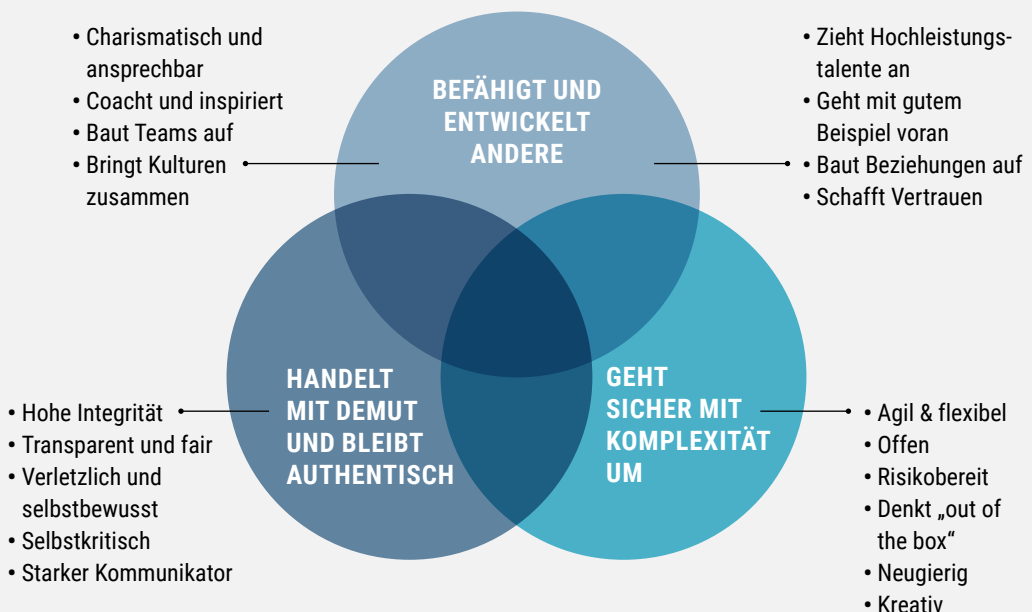 • Charismatisch und
ansprechbar
• Coacht und inspiriert
• Baut Teams auf
• Bringt Kulturen
zusammen
BEFÄHIGT UND
ENTWICKELT
ANDERE
• Zieht Hochleistungs-
talente an
• Geht mit gutem
Beispiel voran
• Baut Beziehungen auf
• Schafft Vertrauen
HANDELT
MIT DEMUT
UND BLEIBT
AUTHENTISCH
GEHT
SICHER MIT
KOMPLEXITÄT
UM
• Hohe Integrität
• Transparent und fair
• Verletzlich und
selbstbewusst
• Selbstkritisch
• Starker Kommunikator
• Agil & flexibel
• Offen
• Risikobereit
• Denkt „out of
the box“
• Neugierig
• Kreativ